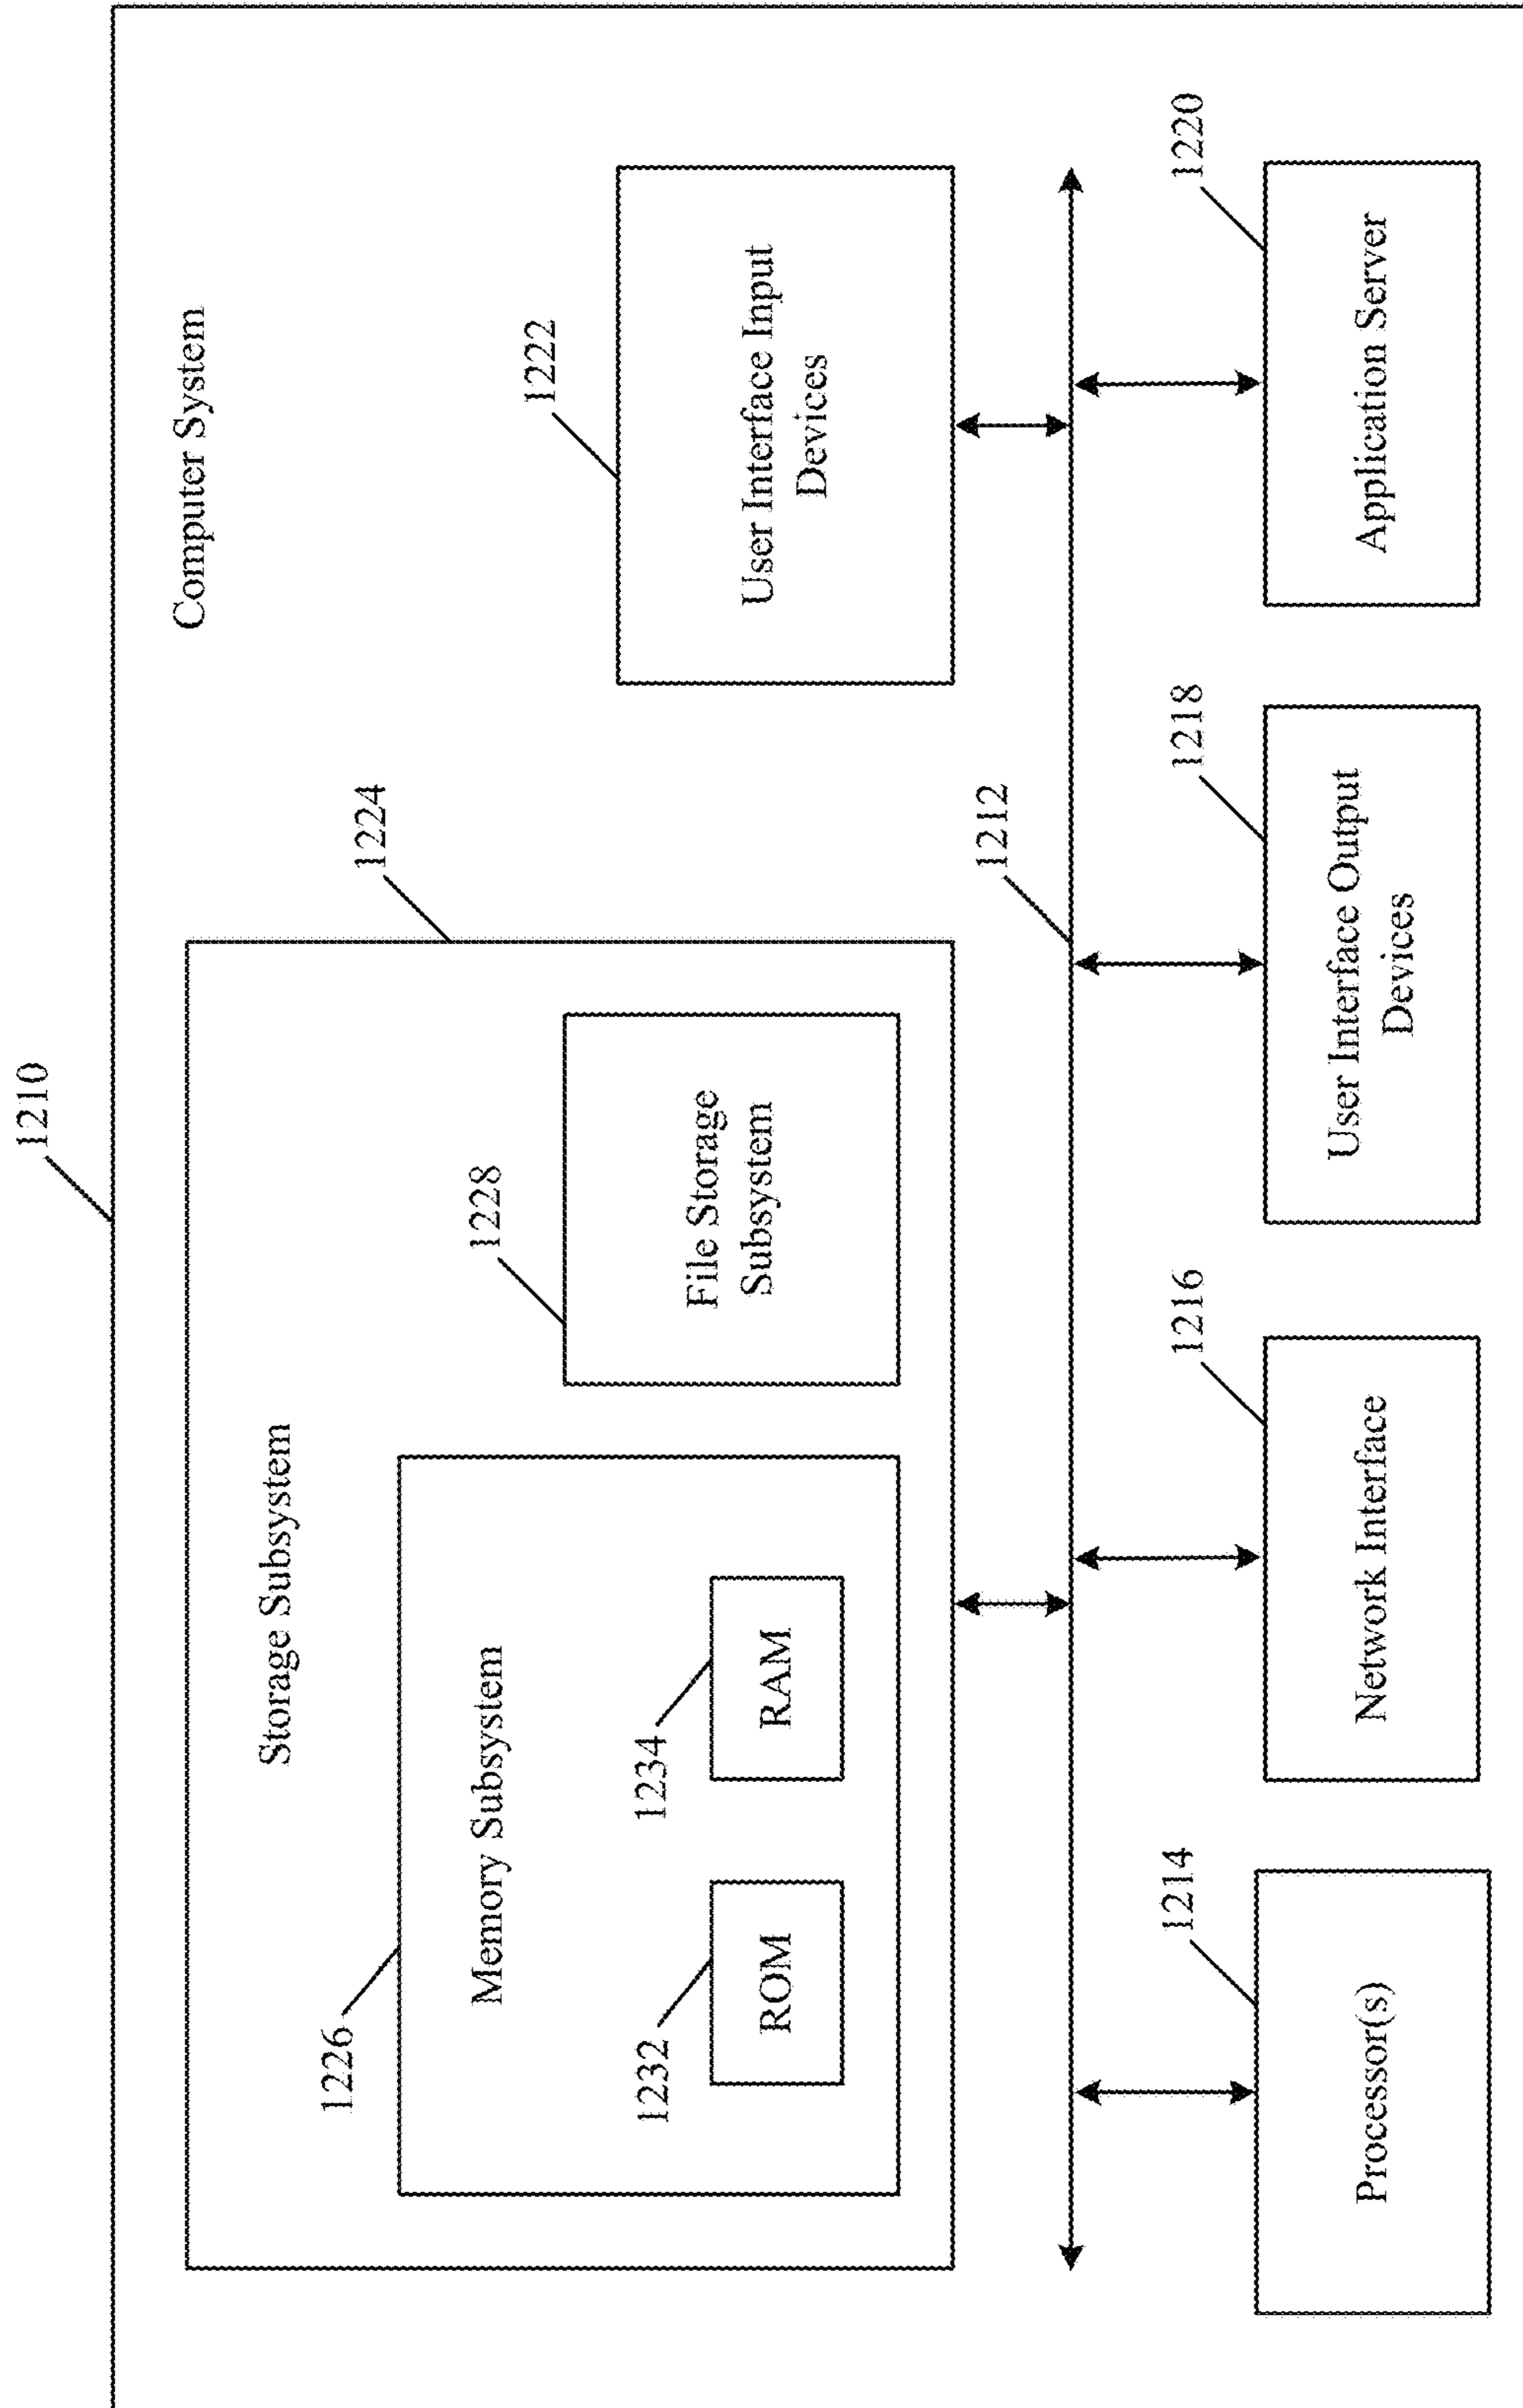 1210
Computer System
Storage Subsystem
1224
1226
Memory Subsystem
1228
1222
1232
1234
ROM
RAM
File Storage
Subsystem
User Interface Input
Devices
1212
1214
1216
1218
1220
Processor(s)
Network Interface
User Interface Output
Devices
Application Server